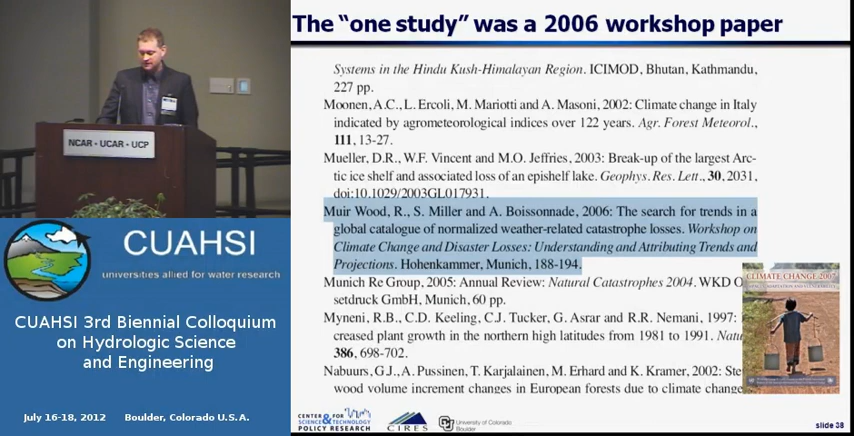 The "one study" was a 2006 workshop paper
Systems in the Hindu Kush-Himalayan Region. ICIMOD, Bhutan, Kathmandu,
227 pp.
Moonen, A.C., L. Ercoli, M. Mariotti and A. Masoni, 2002: Climate change in Italy
indicated by agrometeorological indices over 122 years. Agr. Forest Meteorol.,
111, 13-27.
Mueller, D.R., W.F. Vincent and M.O. Jeffries, 2003: Break-up of the largest Arc-
tic ice shelf and associated loss of an epishelf lake. Geophys. Res. Lett., 30, 2031,
doi:10.1029/2003GL017931.
Muir Wood, R., S. Miller and A. Boissonnade, 2006: The search for trends in a
global catalogue of normalized weather-related catastrophe losses. Workshop on
Climate Change and Disaster Losses: Understanding and Attributing Trends and
Projections. Hohenkammer, Munich, 188-194.
Munich Re Group, 2005: Annual Review: Natural Catastrophes 2004. WKD O
setdruck GmbH, Munich, 60 pp.
Myneni, R.B., C.D. Keeling, C.J. Tucker, G. Asrar and R.R. Nemani, 1997:
creased plant growth in the northern high latitudes from 1981 to 1991. Natu
386, 698-702.
Nabuurs, G.J., A. Pussinen, T. Karjalainen, M. Erhard and K. Kramer, 2002: Ste
wood volume increment changes in European forests due to climate change
CLIMATE CHANGE 2007
NCAR • UCAR • UCP
CUAHSI
universities allied for water research
CUAHSI 3rd Biennial Colloquium
on Hydrologic Science
and Engineering
July 16-18, 2012 Boulder, Colorado U.S.A.
CENTER FOR
SCIENCE & TECHNOLOGY
POLICY RESEARCH
CIRES
University of Colorado
Boulder
slide 38